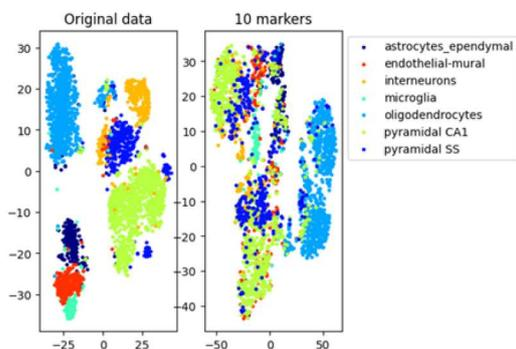 Original data
10 markers
30
20
10
0
−10
−20
−30
−25
0
25
30
20
10
0
−10
−20
−30
−40
−50
0
50
astrocytes_ependymal
endothelial-mural
interneurons
microglia
oligodendrocytes
pyramidal CA1
pyramidal SS